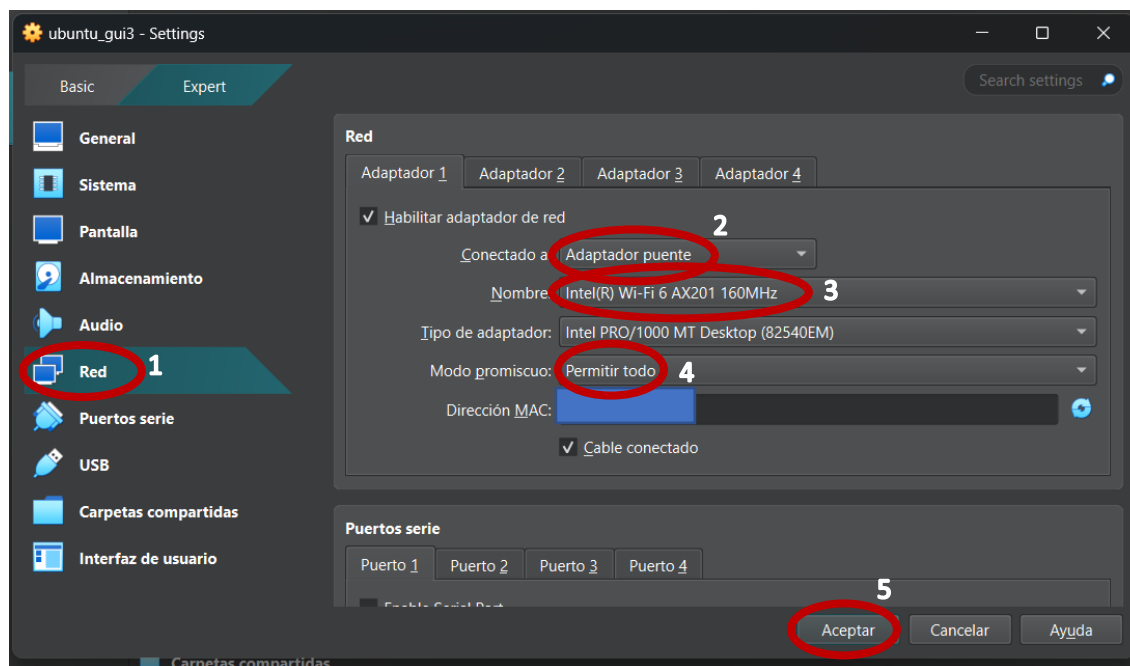 ubuntu_gui3 - Settings
Basic
Expert
Search settings
General
Sistema
Pantalla
Almacenamiento
Audio
Red 1
Puertos serie
USB
Carpetas compartidas
Interfaz de usuario
Red
Adaptador 1 Adaptador 2 Adaptador 3 Adaptador 4
Habilitar adaptador de red
2
Conectado a Adaptador puente
Nombre Intel(R) Wi-Fi 6 AX201 160MHz 3
Tipo de adaptador: Intel PRO/1000 MT Desktop (82540EM)
Modo promiscuo: Permitir todo 4
Dirección MAC:
Cable conectado
Puertos serie
Puerto 1 Puerto 2 Puerto 3 Puerto 4
Enable Serial Port
5
Aceptar Cancelar Ayuda
Carpetas compartidas